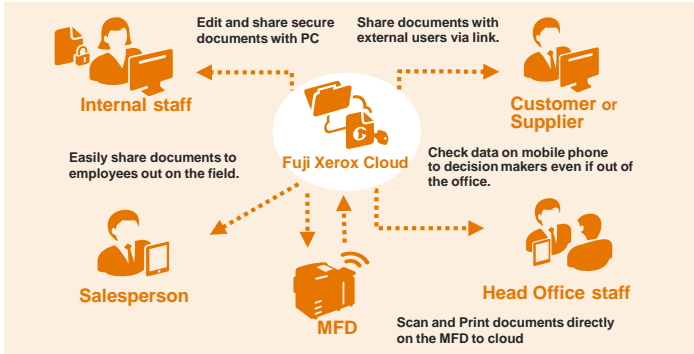 Edit and share secure
documents with PC
Share documents with
external users via link.
Internal staff
Customer or
Supplier
Fuji Xerox Cloud
Easily share documents to
employees out on the field.
Check data on mobile phone
to decision makers even if out of
the office.
Salesperson
MFD
Head Office staff
Scan and Print documents directly
on the MFD to cloud